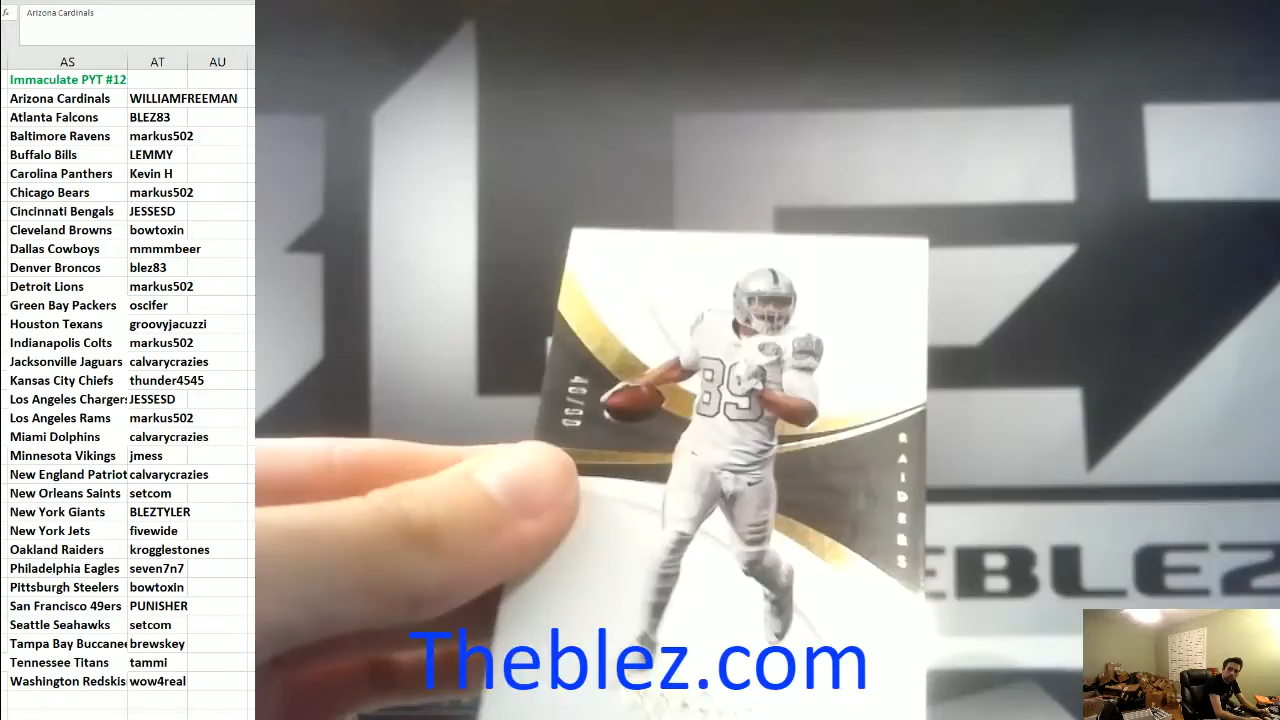 Arizona Cardinals
AS AT AU
Immaculate PYT #12
Arizona Cardinals WILLIAMFREEMAN
Atlanta Falcons BLEZ83
Baltimore Ravens markus502
Buffalo Bills LEMMY
Carolina Panthers Kevin H
Chicago Bears markus502
Cincinnati Bengals JESSESD
Cleveland Browns bowtoxin
Dallas Cowboys mmmmbeer
Denver Broncos blez83
Detroit Lions markus502
Green Bay Packers oscifer
Houston Texans groovyjacuzzi
Indianapolis Colts markus502
Jacksonville Jaguars calvarycrazies
Kansas City Chiefs thunder4545
Los Angeles Chargers JESSESD
Los Angeles Rams markus502
Miami Dolphins calvarycrazies
Minnesota Vikings jmess
New England Patriot calvarycrazies
New Orleans Saints setcom
New York Giants BLEZTYLER
New York Jets fivewide
Oakland Raiders krogglestones
Philadelphia Eagles seven7n7
Pittsburgh Steelers bowtoxin
San Francisco 49ers PUNISHER
Seattle Seahawks setcom
Tampa Bay Buccanee brewskey
Tennessee Titans tammi
Washington Redskis wow4real
89
RAIDERS
THEBLEZ
Theblez.com